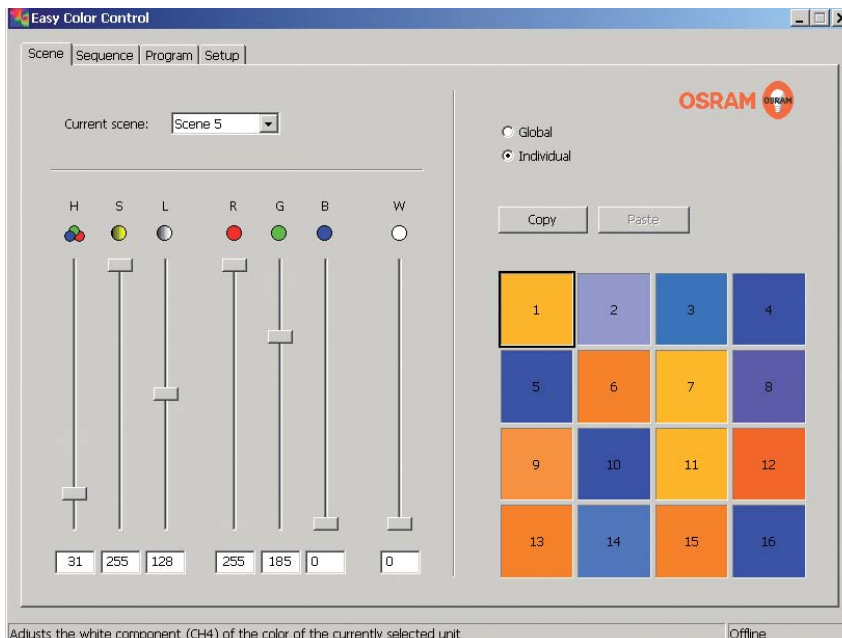 Easy Color Control
Scene Sequence Program Setup
OSRAM OSRAM
Current scene: Scene 5
Global
Individual
H S L R G B W
Copy Paste
1 2 3 4
5 6 7 8
9 10 11 12
13 14 15 16
31 255 128 255 185 0 0
Adjusts the white component (CH4) of the color of the currently selected unit
Offline